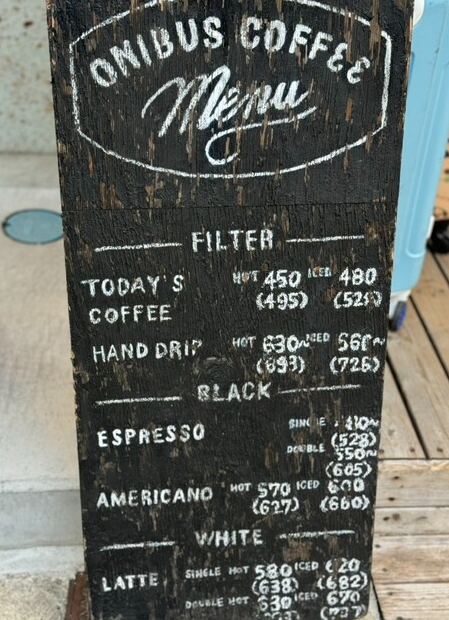 ONIBUS COFFEE
Menu
FILTER
TODAY'S COFFEE HOT 450 ICED 480
(495) (528)
HAND DRIP HOT 630~ ICED
(693) (726)
BLACK
ESPRESSO SINGLE
(528)
DOUBLE 550~
(605)
AMERICANO HOT 570 ICED 600
(627) (660)
WHITE
LATTE SINGLE HOT 580 ICED 620
(638) (682)
DOUBLE HOT 630 ICED 670
(737)